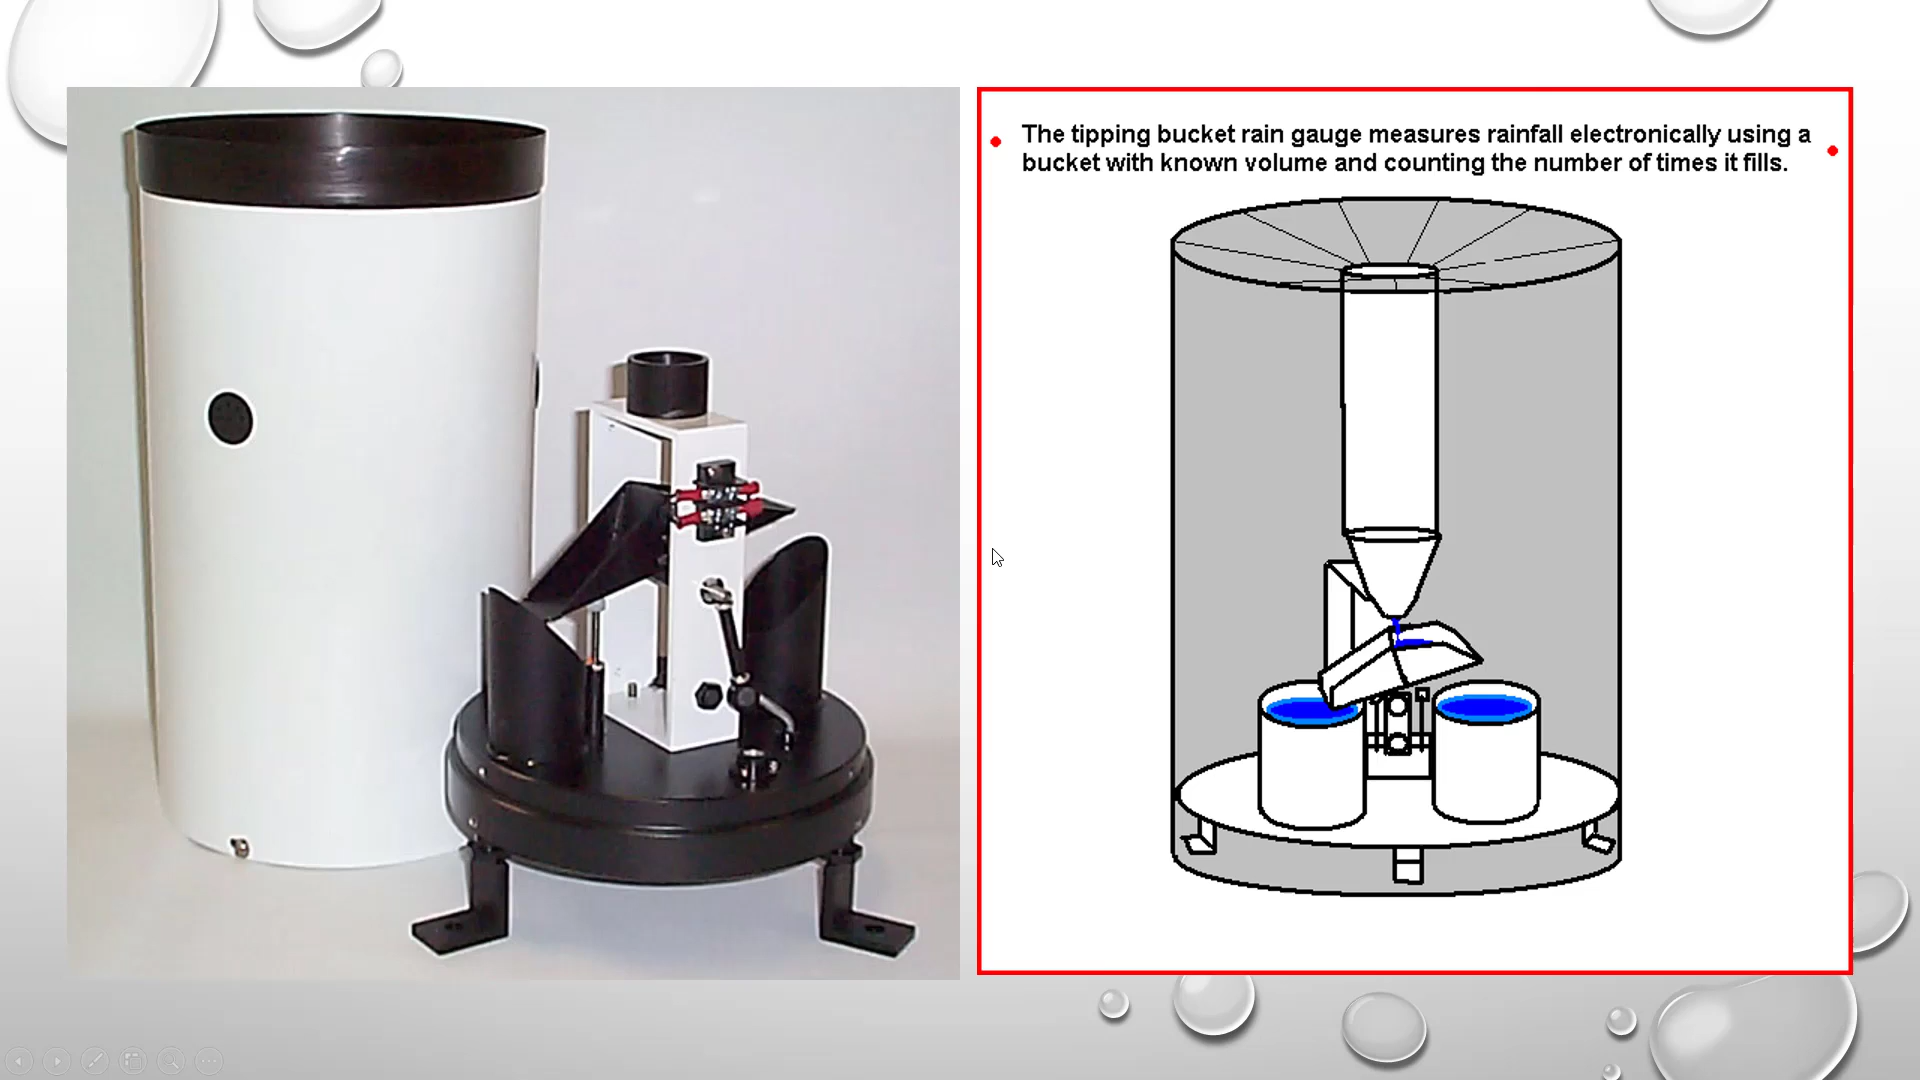 The tipping bucket rain gauge measures rainfall electronically using a
bucket with known volume and counting the number of times it fills.